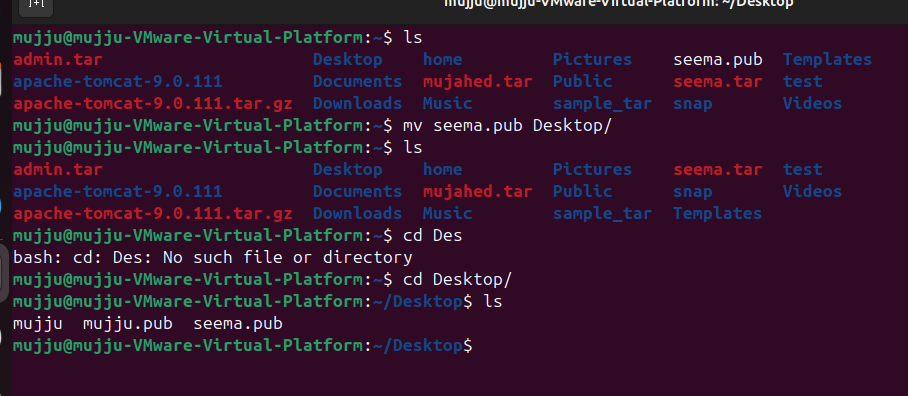 mujju@mujju-VMware-Virtual-Platform: ~/Desktop
mujju@mujju-VMware-Virtual-Platform:~$ ls
admin.tar Desktop home Pictures seema.pub Templates
apache-tomcat-9.0.111 Documents mujahed.tar Public seema.tar test
apache-tomcat-9.0.111.tar.gz Downloads Music sample_tar snap Videos
mujju@mujju-VMware-Virtual-Platform:~$ mv seema.pub Desktop/
mujju@mujju-VMware-Virtual-Platform:~$ ls
admin.tar Desktop home Pictures seema.tar test
apache-tomcat-9.0.111 Documents mujahed.tar Public snap Videos
apache-tomcat-9.0.111.tar.gz Downloads Music sample_tar Templates
mujju@mujju-VMware-Virtual-Platform:~$ cd Des
bash: cd: Des: No such file or directory
mujju@mujju-VMware-Virtual-Platform:~$ cd Desktop/
mujju@mujju-VMware-Virtual-Platform:~/Desktop$ ls
mujju mujju.pub seema.pub
mujju@mujju-VMware-Virtual-Platform:~/Desktop$